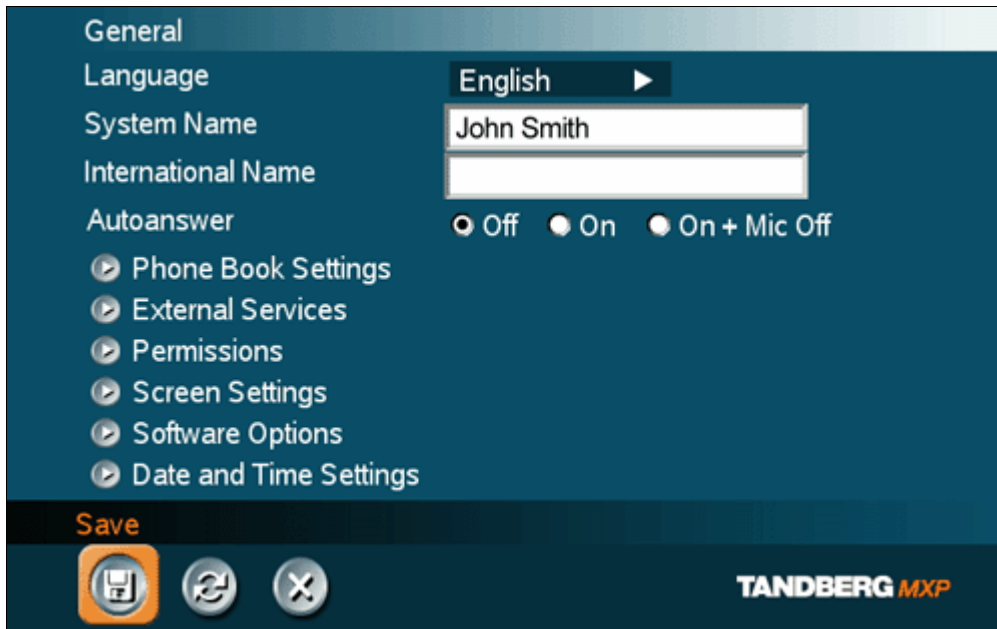 General
Language English
System Name John Smith
International Name
Autoanswer Off On On + Mic Off
Phone Book Settings
External Services
Permissions
Screen Settings
Software Options
Date and Time Settings
Save
TANDBERG MXP